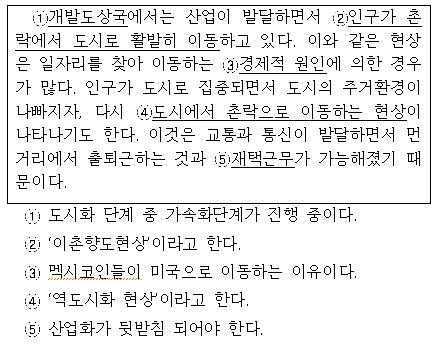 ①개발도상국에서는 산업이 발달하면서 ②인구가 촌
락에서 도시로 활발히 이동하고 있다. 이와 같은 현상
은 일자리를 찾아 이동하는 ③경제적 원인에 의한 경우
가 많다. 인구가 도시로 집중되면서 도시의 주거환경이
나빠지자, 다시 ④도시에서 촌락으로 이동하는 현상이
나타나기도 한다. 이것은 교통과 통신이 발달하면서 먼
거리에서 출퇴근하는 것과 ⑤재택근무가 가능해졌기 때
문이다.
① 도시화 단계 중 가속화단계가 진행 중이다.
② ‘이촌향도현상’이라고 한다.
③ 멕시코인들이 미국으로 이동하는 이유이다.
④ ‘역도시화 현상’이라고 한다.
⑤ 산업화가 뒷받침 되어야 한다.